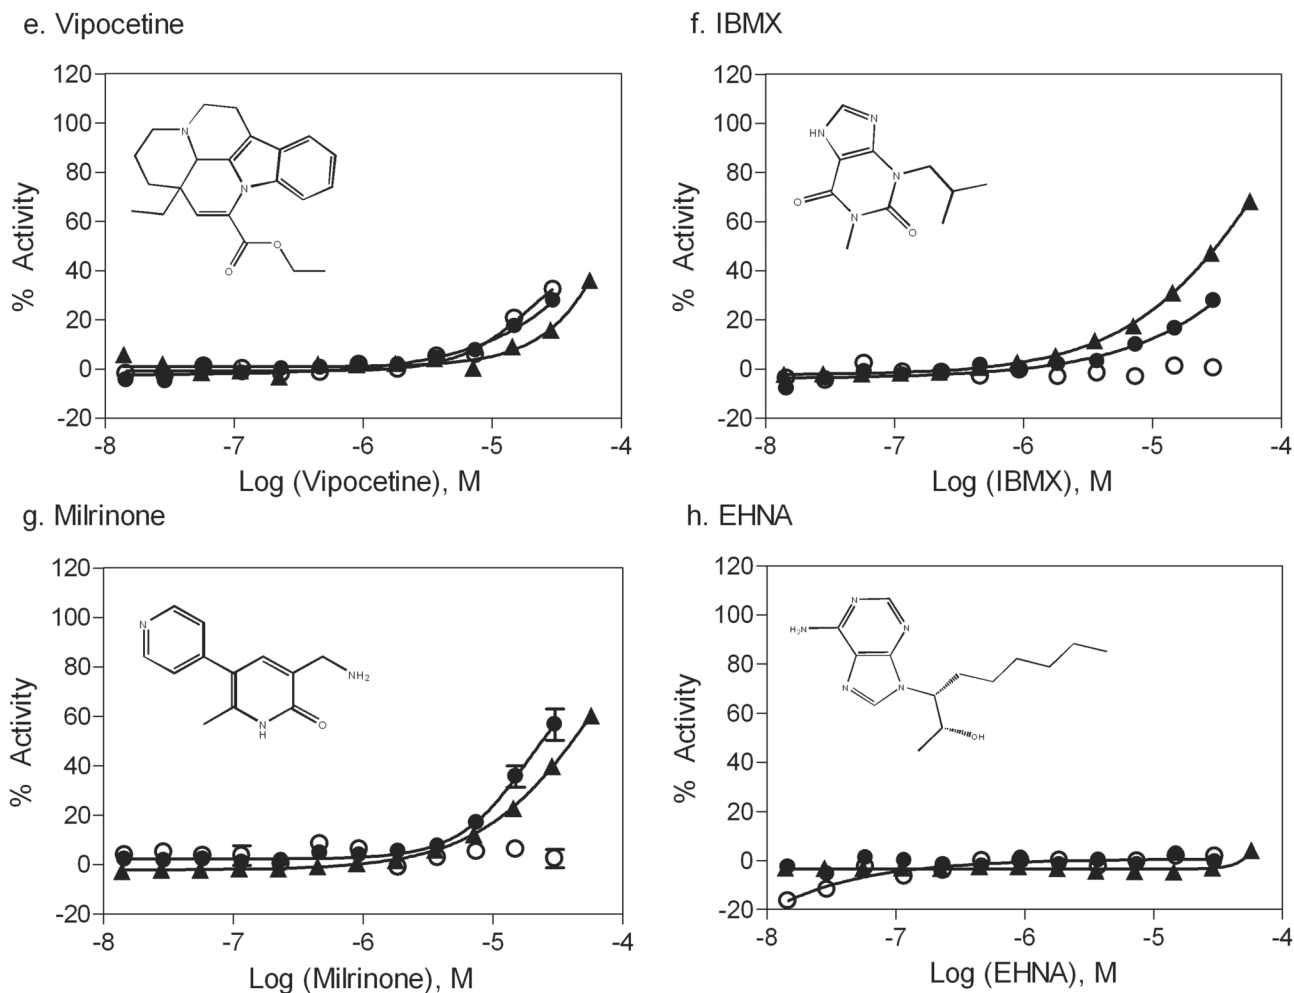 e. Vipocetine
120
100
80
60
40
20
0
-20
% Activity
N
N
O
O
-8
-7
-6
-5
-4
Log (Vipocetine), M
f. IBMX
120
100
80
60
40
20
0
-20
% Activity
HN
N
N
N
O
O
-8
-7
-6
-5
-4
Log (IBMX), M
g. Milrinone
120
100
80
60
40
20
0
-20
% Activity
N
NH2
O
N
H
-8
-7
-6
-5
-4
Log (Milrinone), M
h. EHNA
120
100
80
60
40
20
0
-20
% Activity
N
H2N
N
N
N
OH
-8
-7
-6
-5
-4
Log (EHNA), M